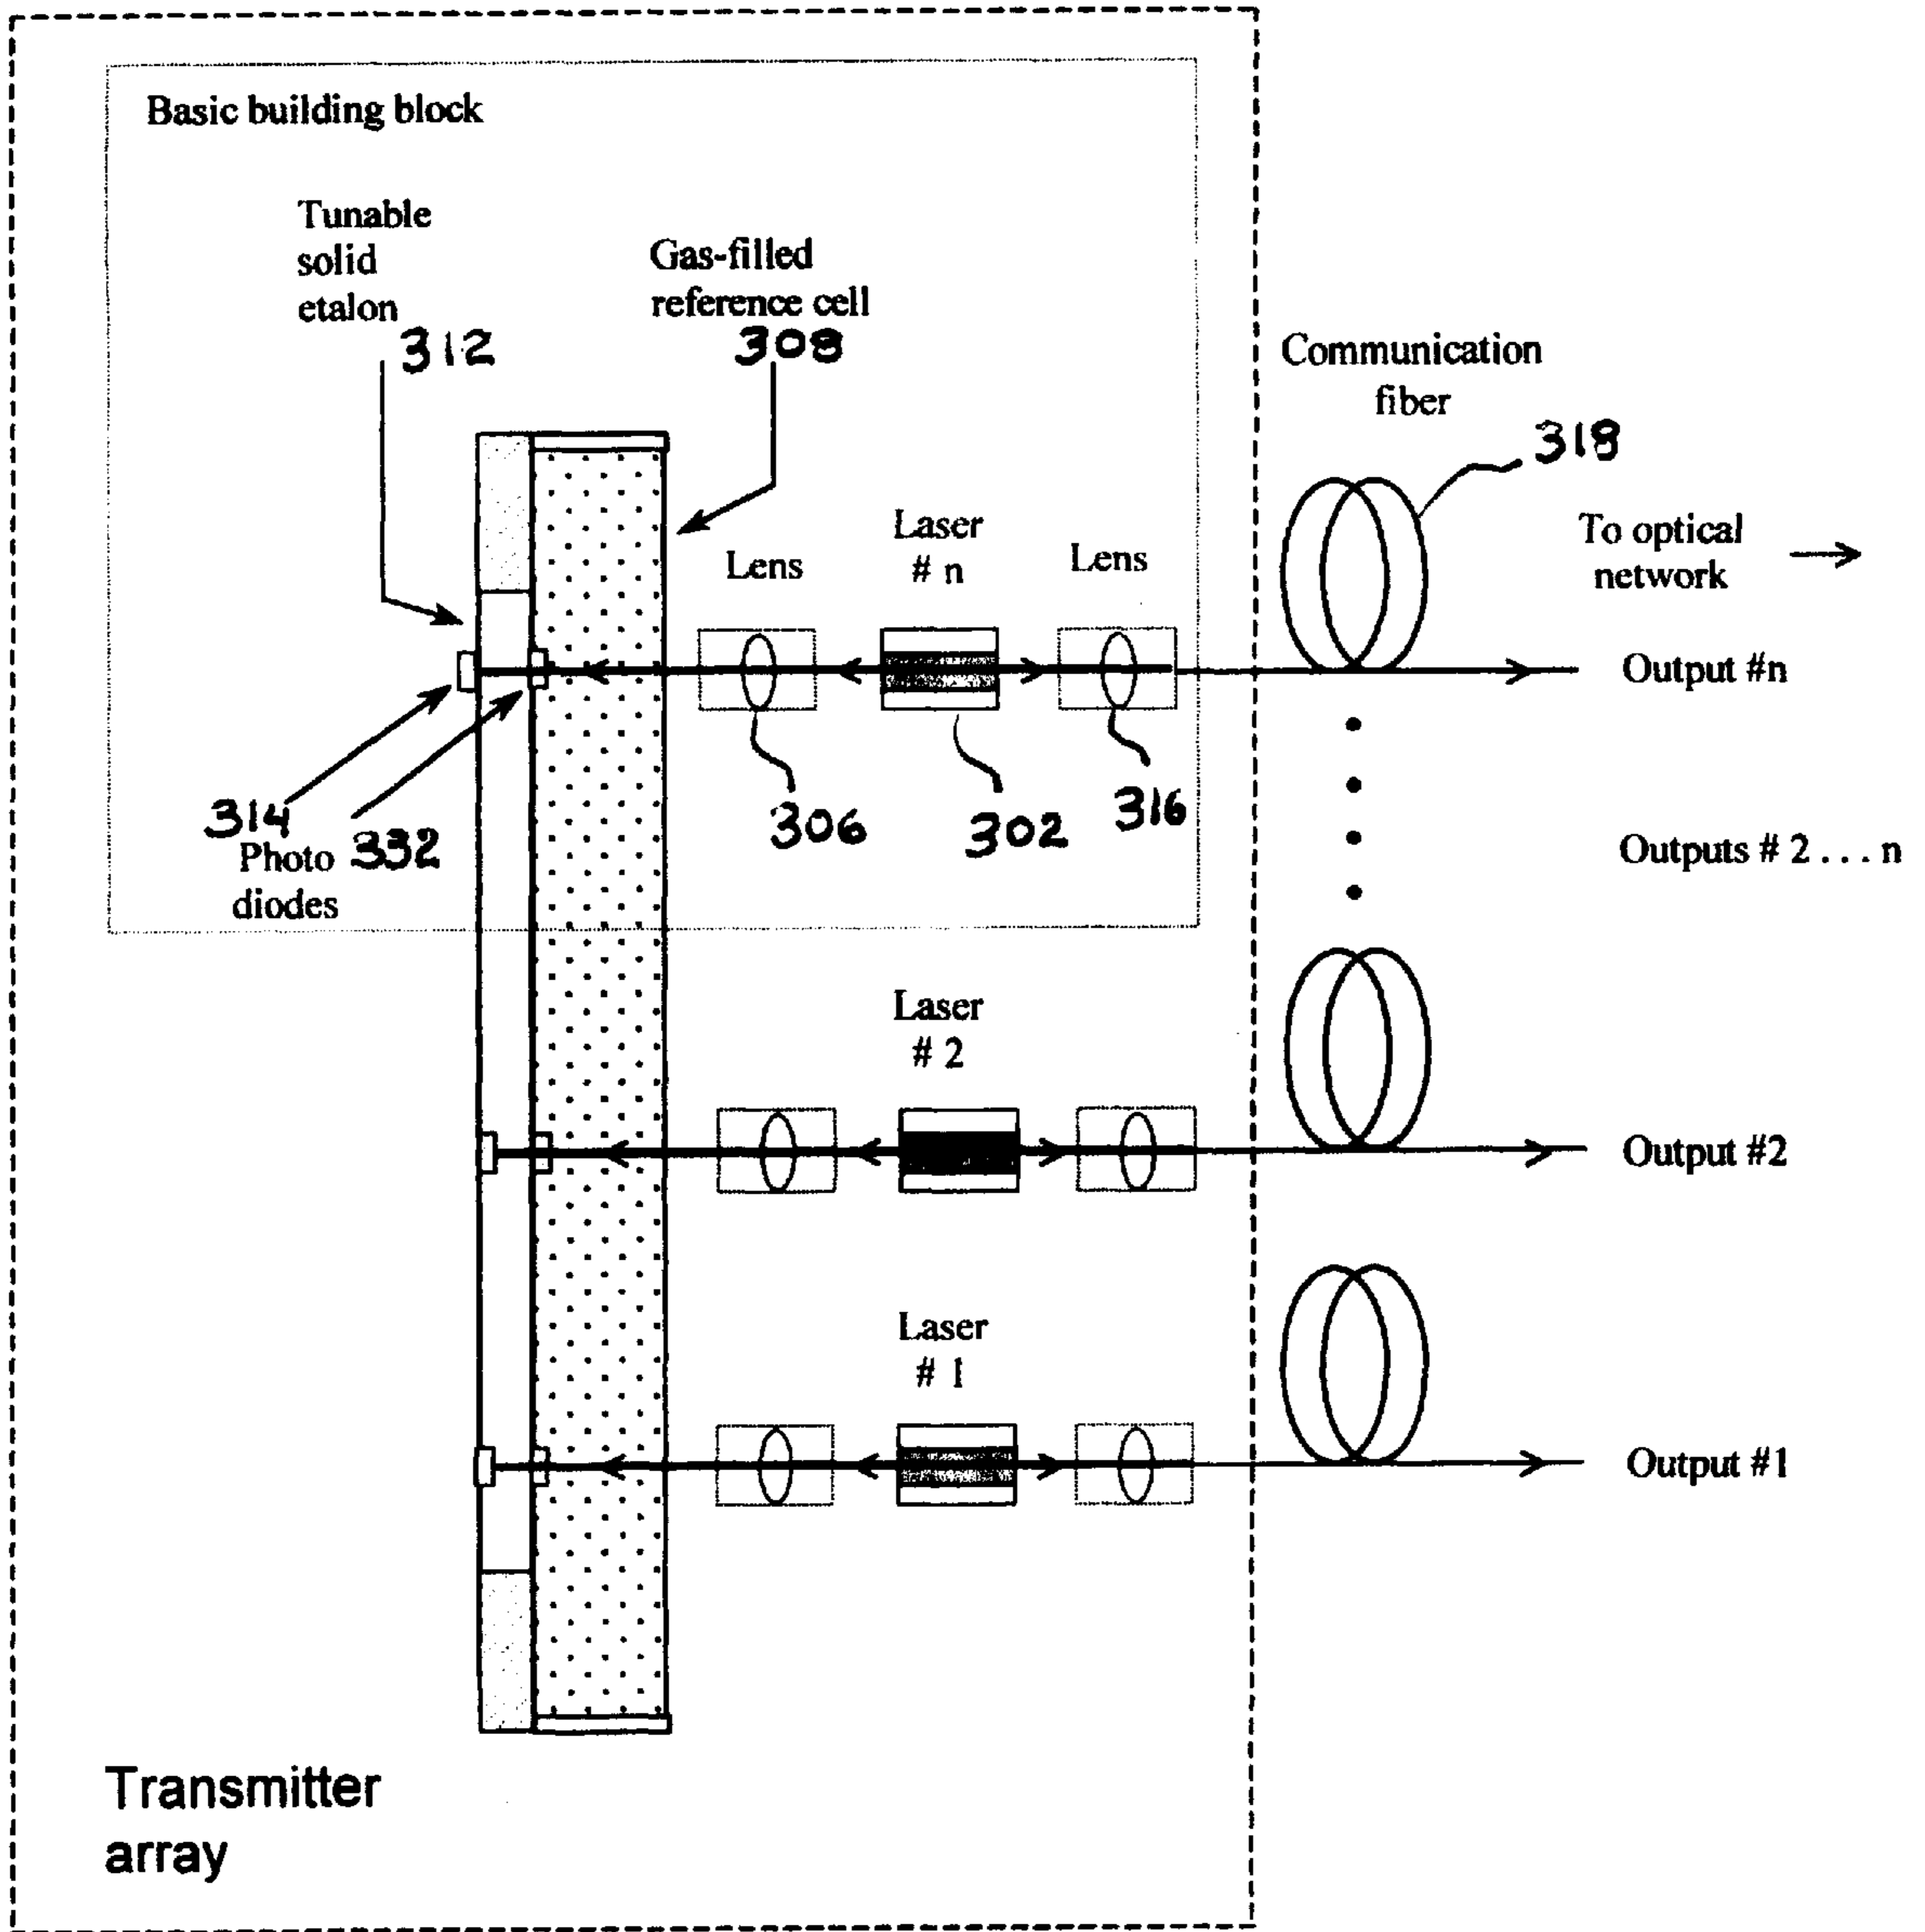 Basic building block
Tunable
solid
etalon
312
Gas-filled
reference cell
308
Communication
fiber
318
To optical
network
Lens
Laser
# n
Lens
Output #n
314
332
Photo
diodes
306
302
316
Outputs # 2 . . . n
Laser
# 2
Output #2
Laser
# 1
Output #1
Transmitter
array